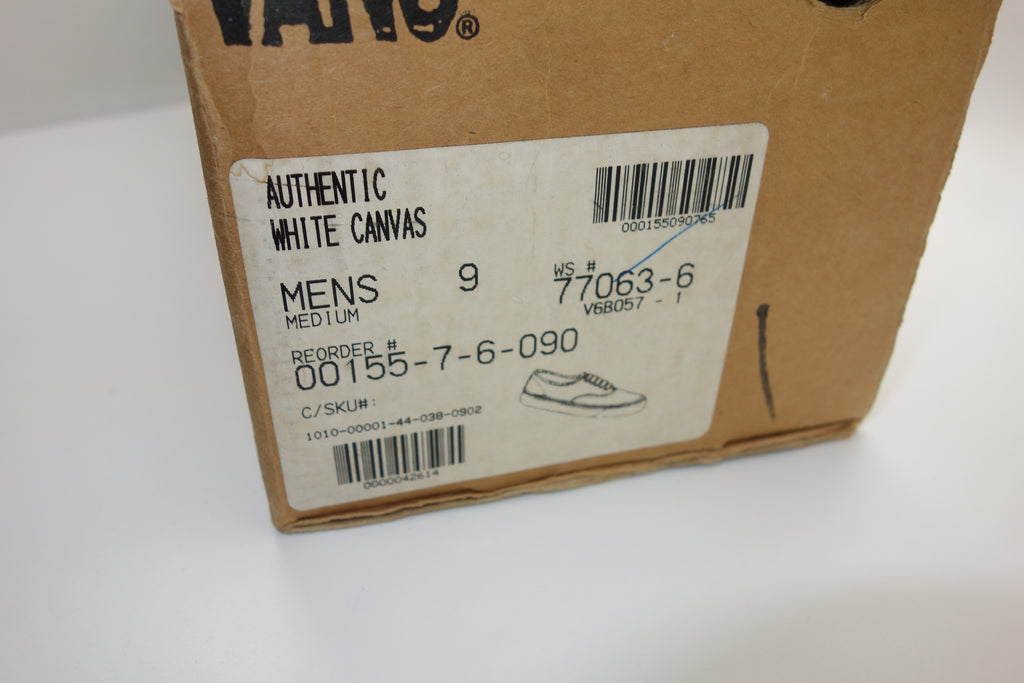 VANS®
AUTHENTIC
WHITE CANVAS
000155090765
MENS 9
MEDIUM
WS #
77063-6
V6B057 - 1
REORDER #
00155-7-6-090
C/SKU#:
1010-00001-44-038-0902
0000042614